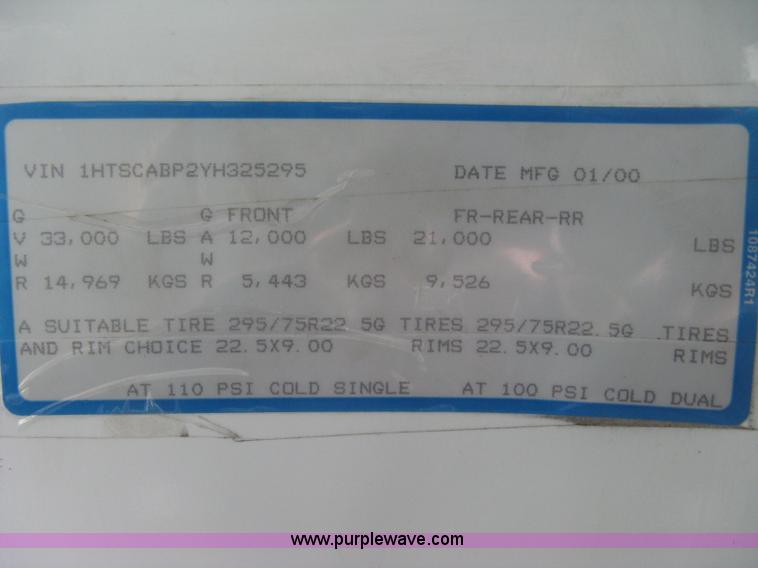 VIN 1HTSCABP2YH325295 DATE MFG 01/00
G G FRONT FR-REAR-RR
V 33,000 LBS A 12,000 LBS 21,000 LBS
W W
R 14,969 KGS R 5,443 KGS 9,526 KGS
A SUITABLE TIRE 295/75R22.5G TIRES 295/75R22.5G TIRES
AND RIM CHOICE 22.5X9.00 RIMS 22.5X9.00 RIMS
AT 110 PSI COLD SINGLE AT 100 PSI COLD DUAL
1087424R1
www.purplewave.com